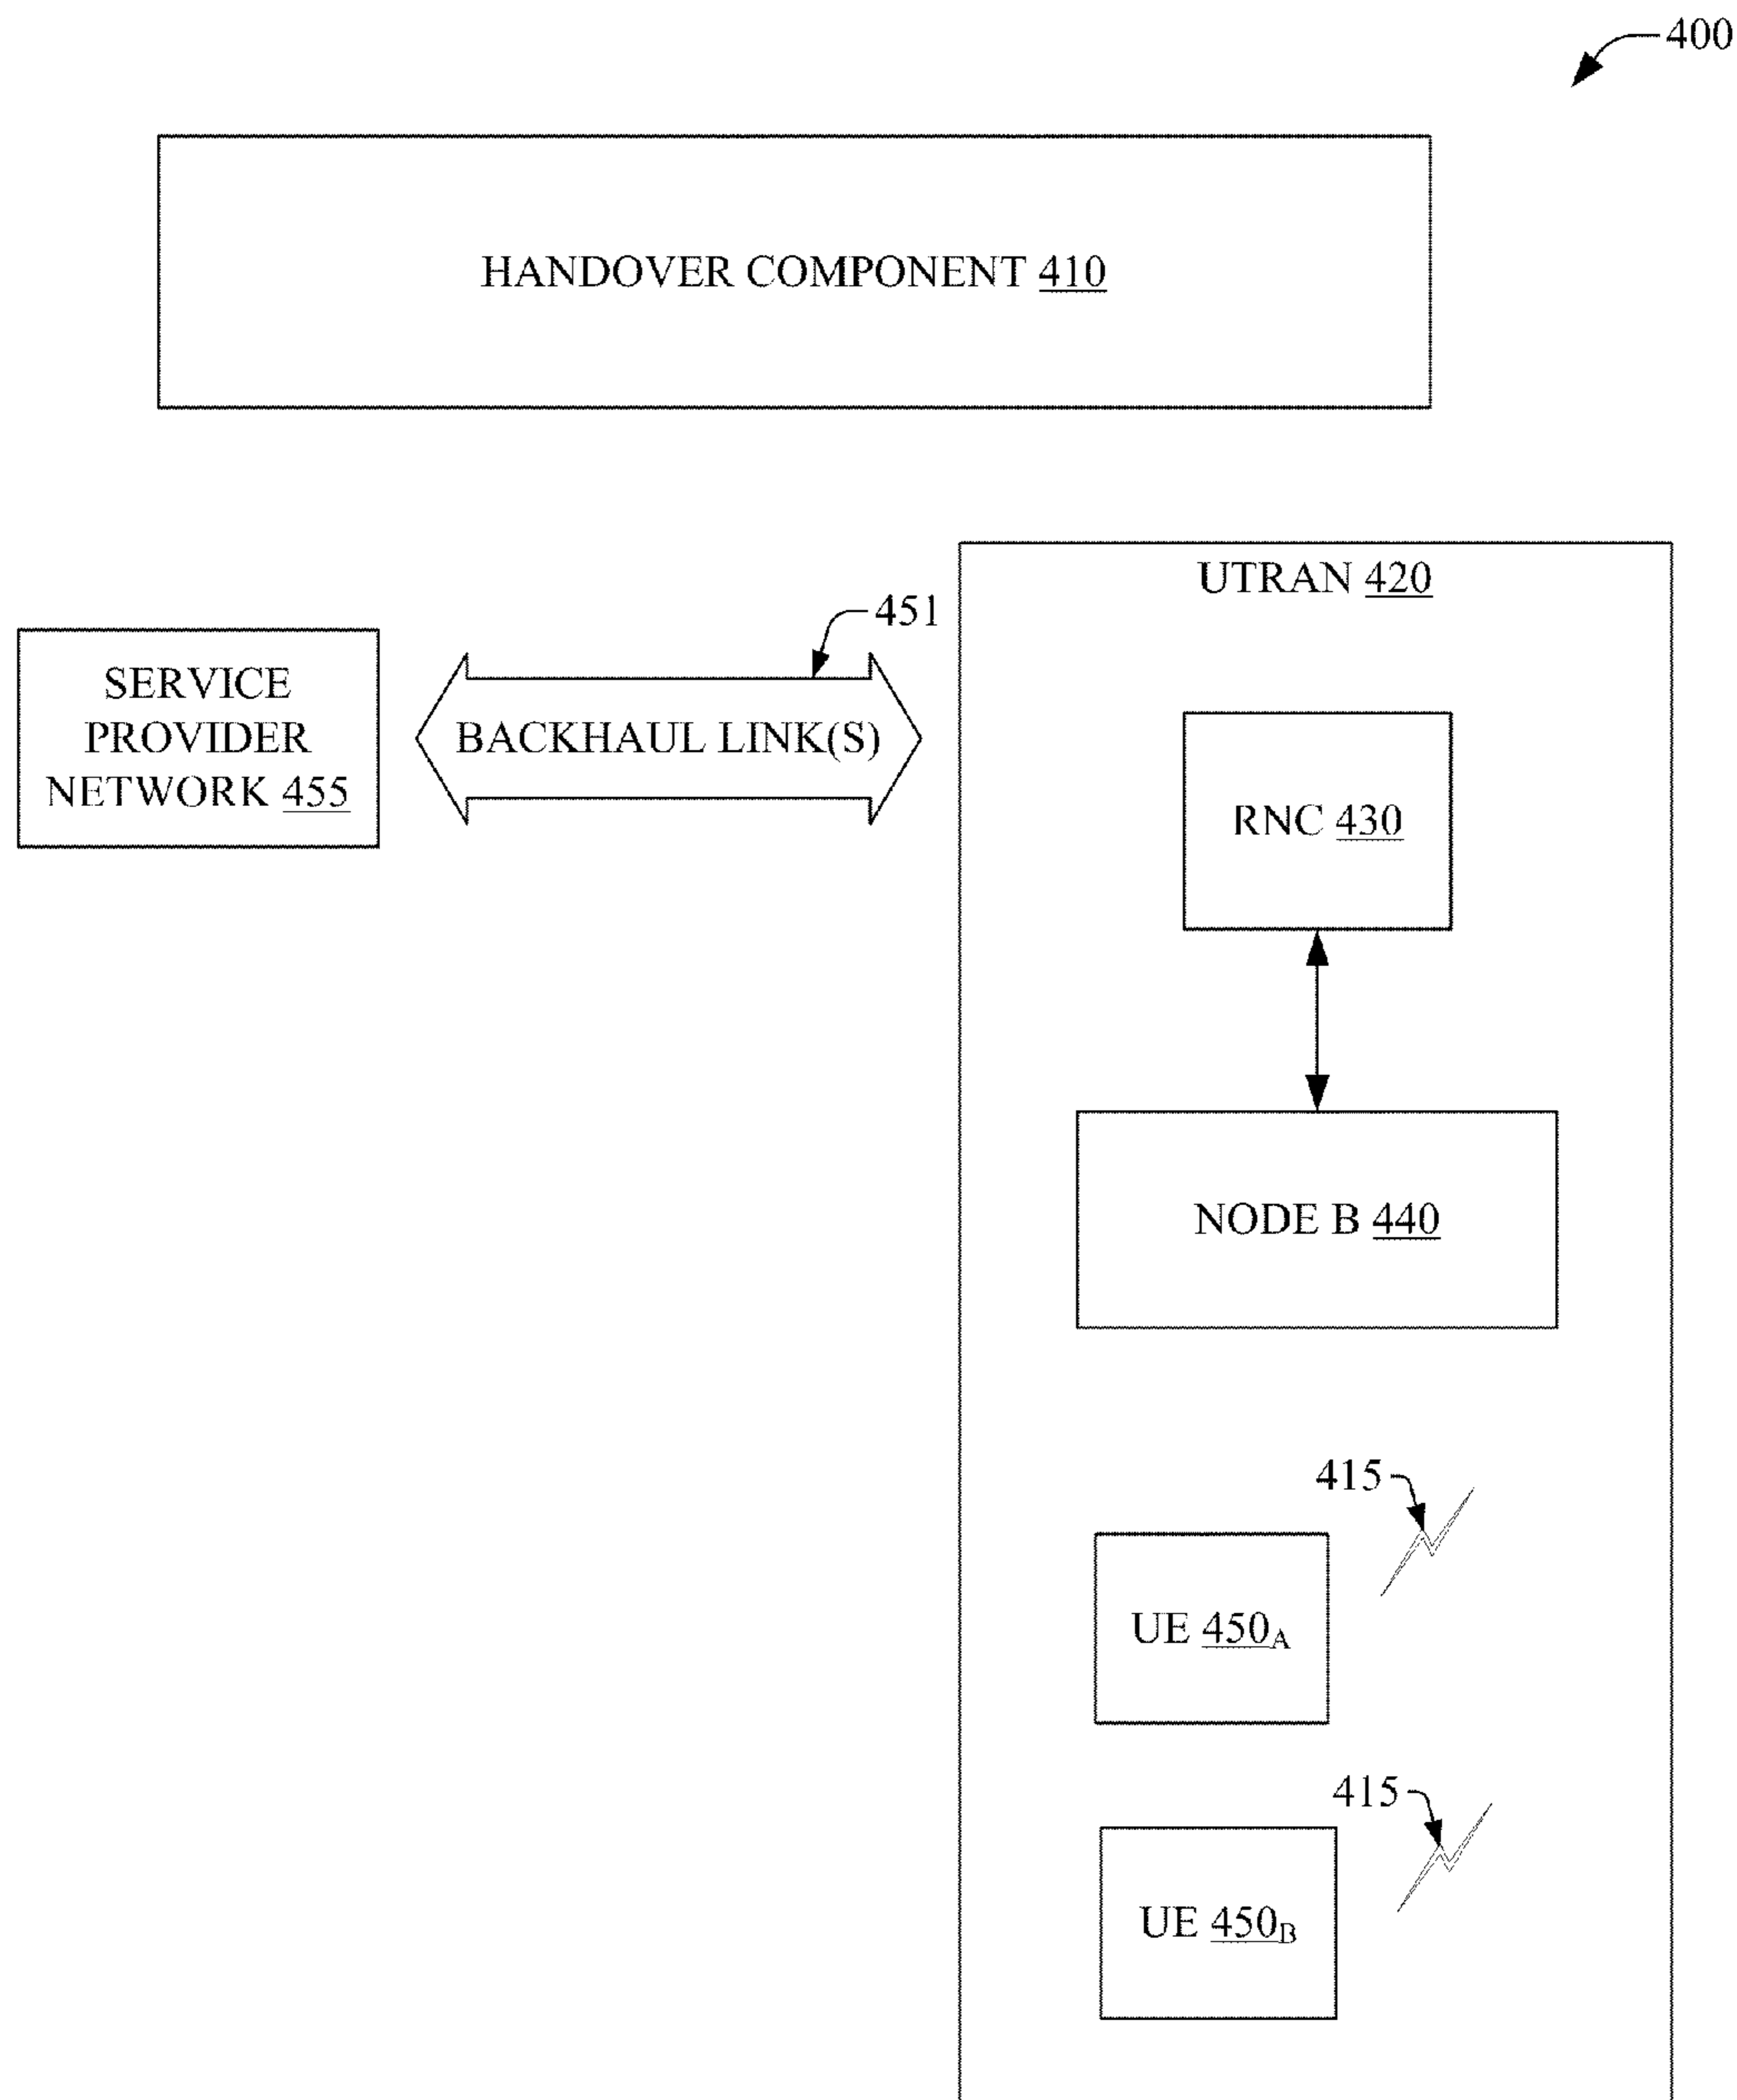 400
HANDOVER COMPONENT 410
UTRAN 420
451
SERVICE
PROVIDER
NETWORK 455
BACKHAUL LINK(S)
RNC 430
NODE B 440
415
UE 450A
415
UE 450B